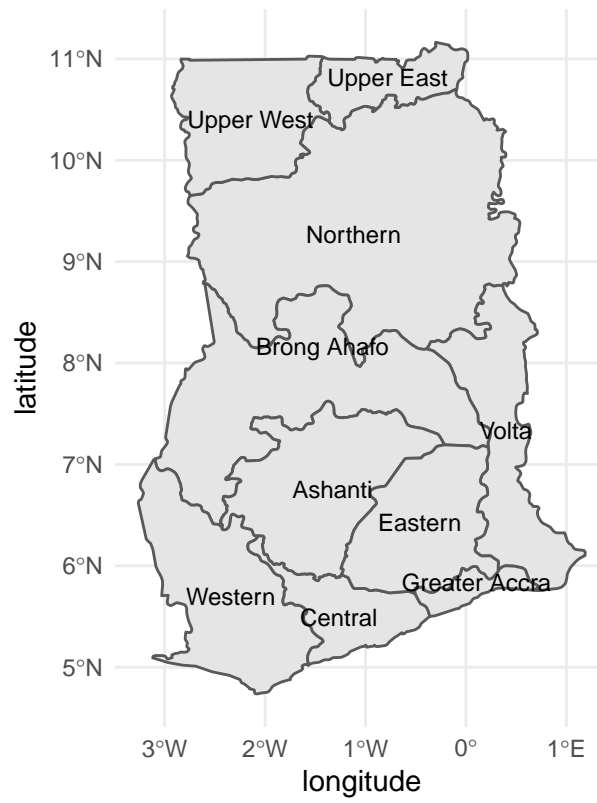 11°N
Upper East
Upper West
10°N
Northern
9°N
latitude
Brong Ahafo
8°N
Volta
7°N
Ashanti
Eastern
6°N
Greater Accra
Western
Central
5°N
3°W 2°W 1°W 0° 1°E
longitude